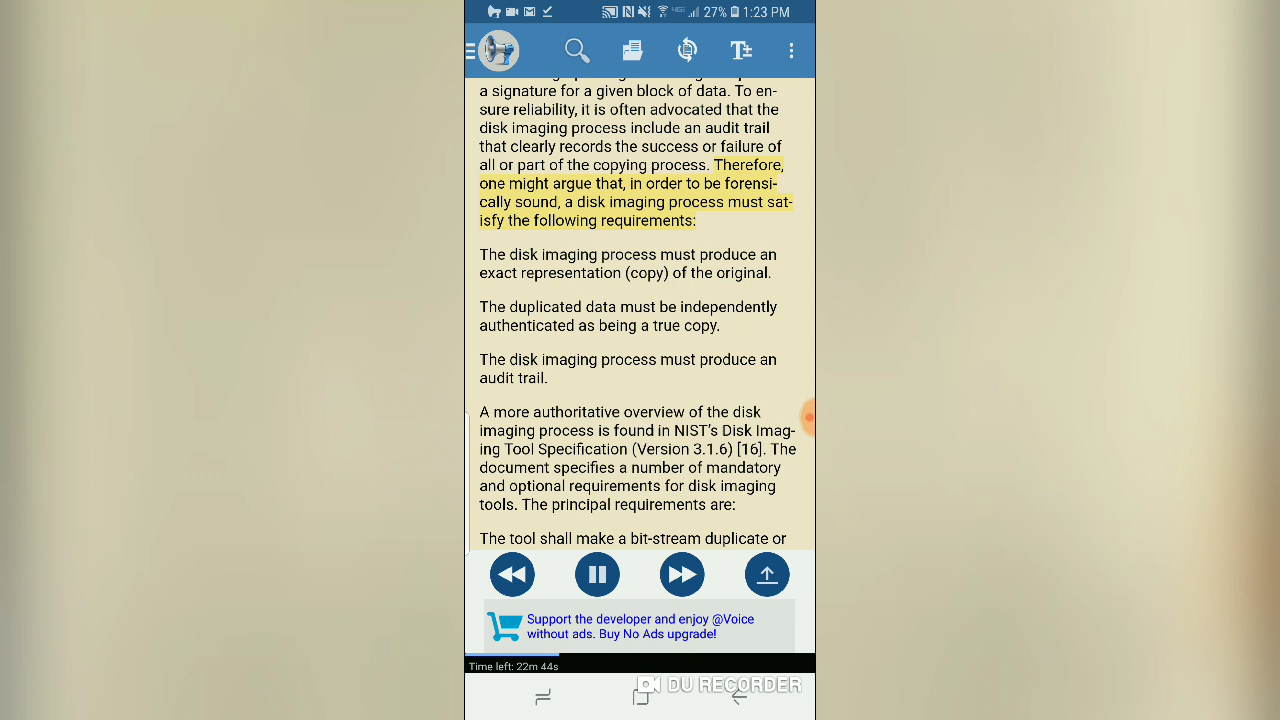 27% 1:23 PM
T±
a signature for a given block of data. To en-
sure reliability, it is often advocated that the
disk imaging process include an audit trail
that clearly records the success or failure of
all or part of the copying process. Therefore,
one might argue that, in order to be forensi-
cally sound, a disk imaging process must sat-
isfy the following requirements:
The disk imaging process must produce an
exact representation (copy) of the original.
The duplicated data must be independently
authenticated as being a true copy.
The disk imaging process must produce an
audit trail.
A more authoritative overview of the disk
imaging process is found in NIST's Disk Imag-
ing Tool Specification (Version 3.1.6) [16]. The
document specifies a number of mandatory
and optional requirements for disk imaging
tools. The principal requirements are:
The tool shall make a bit-stream duplicate or
Support the developer and enjoy @Voice
without ads. Buy No Ads upgrade!
Time left: 22m 44s
DU RECORDER